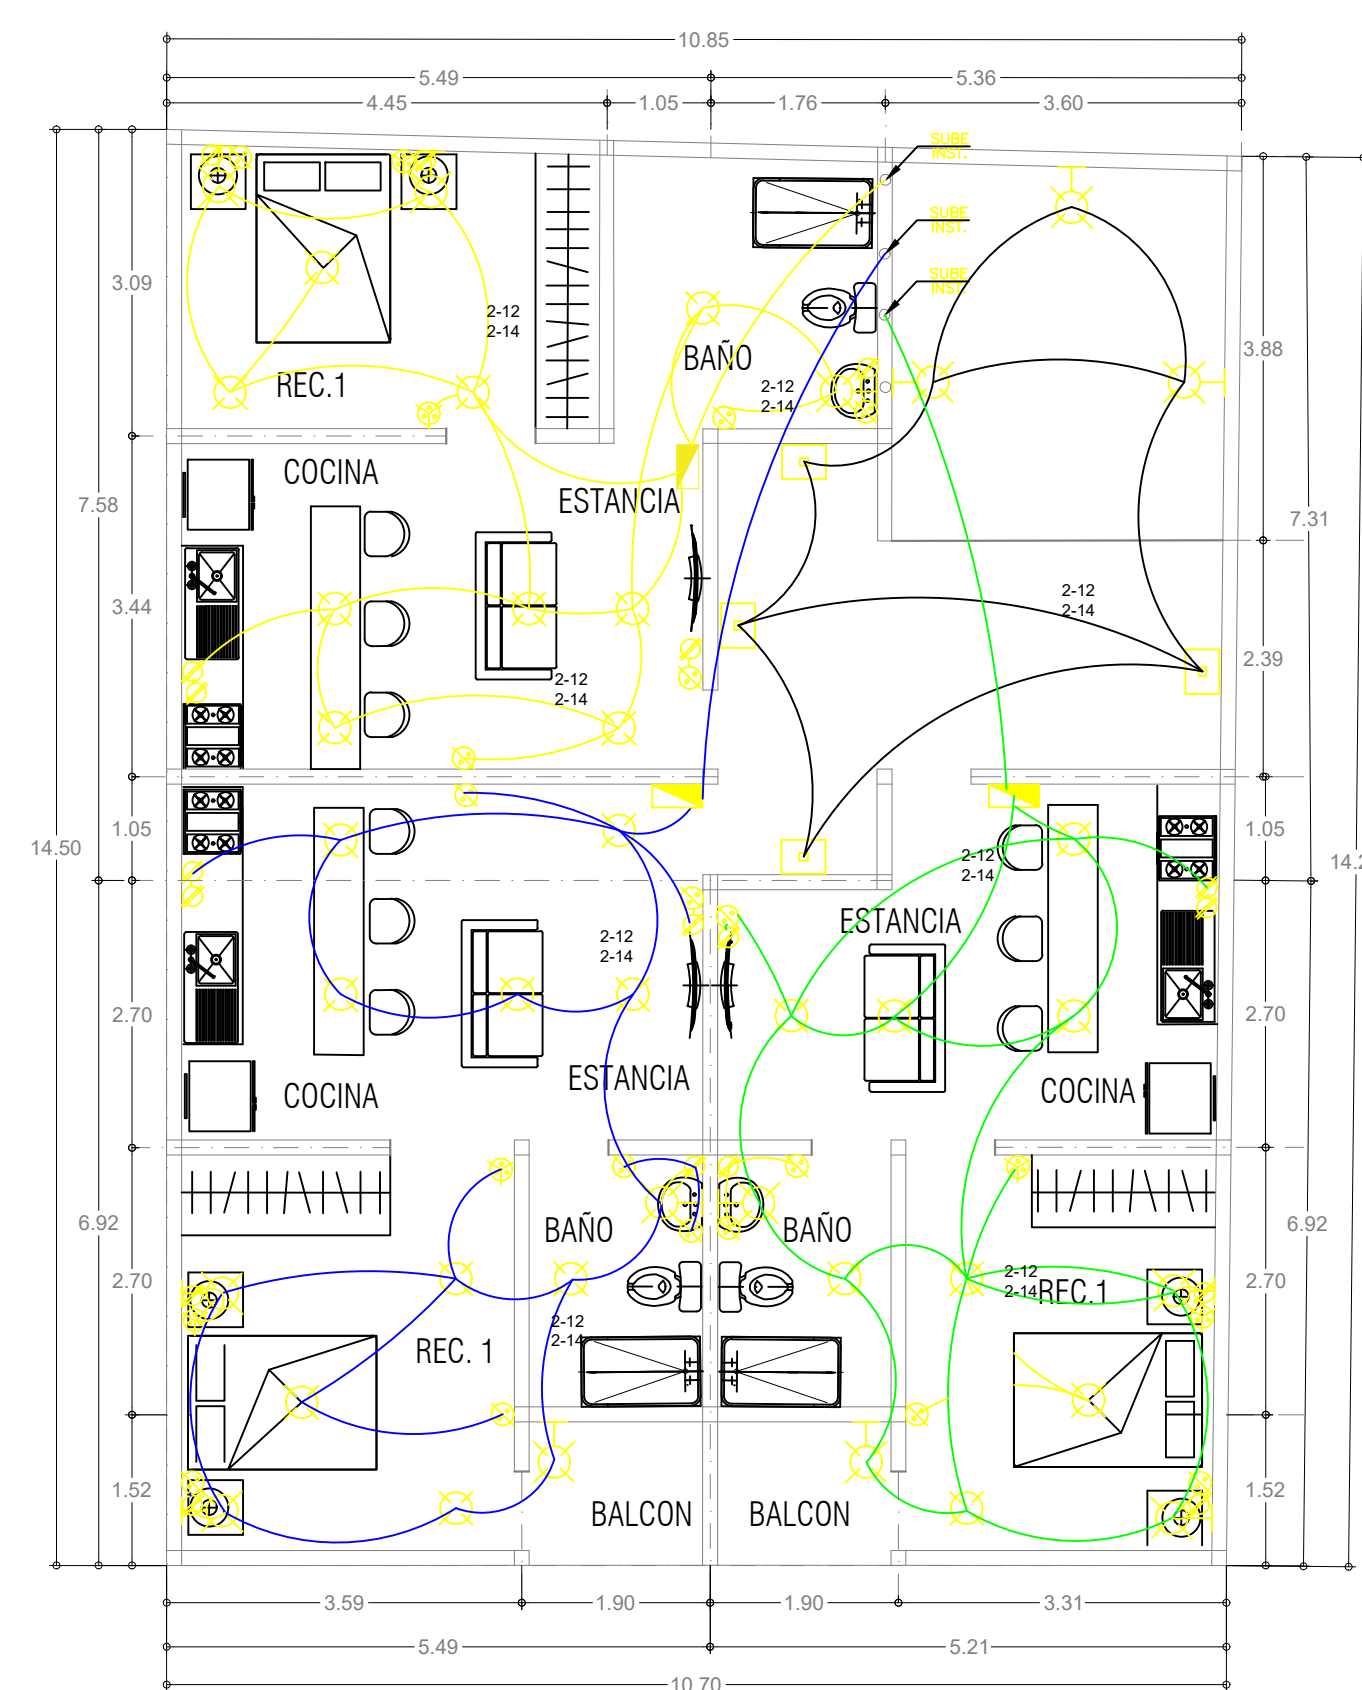 10.85
5.49
5.36
4.45
1.05
1.76
3.60
SUBE
INST.
SUBE
INST.
SUBE
INST.
3.09
2-12
2-14
3.88
BAÑO
REC.1
2-12
2-14
COCINA
ESTANCIA
7.58
7.31
3.44
2-12
2-14
2.39
2-12
2-14
14.50
1.05
1.05
2-12
2-14
ESTANCIA
2-12
2-14
2.70
2.70
ESTANCIA
COCINA
COCINA
6.92
6.92
BAÑO
BAÑO
2.70
2.70
2-12
2-14
REC.1
2-12
2-14
REC. 1
1.52
1.52
BALCON
BALCON
3.59
1.90
1.90
3.31
5.49
5.21
10.70